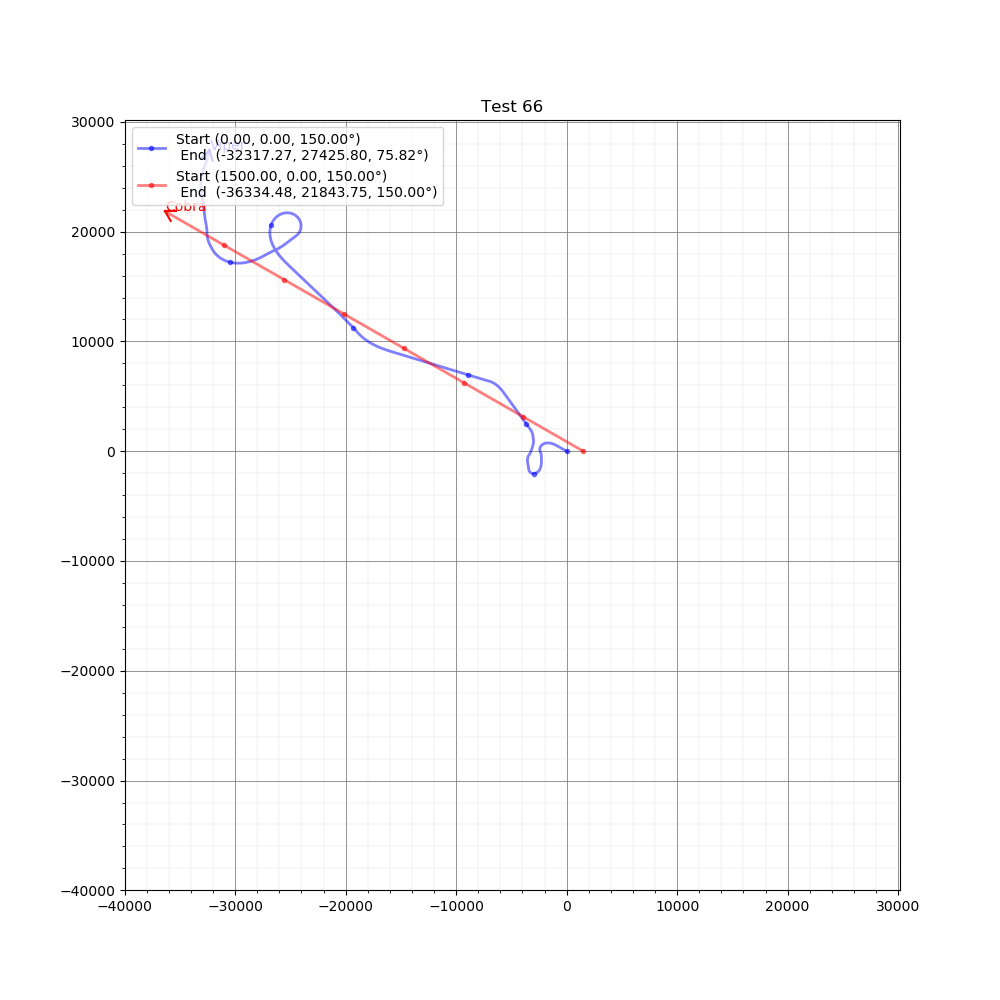 Test 66
30000
20000
10000
0
−10000
−20000
−30000
−40000
Start (0.00, 0.00, 150.00°)
End (-32317.27, 27425.80, 75.82°)
Start (1500.00, 0.00, 150.00°)
End (-36334.48, 21843.75, 150.00°)
Cobra
−40000 −30000 −20000 −10000 0 10000 20000 30000